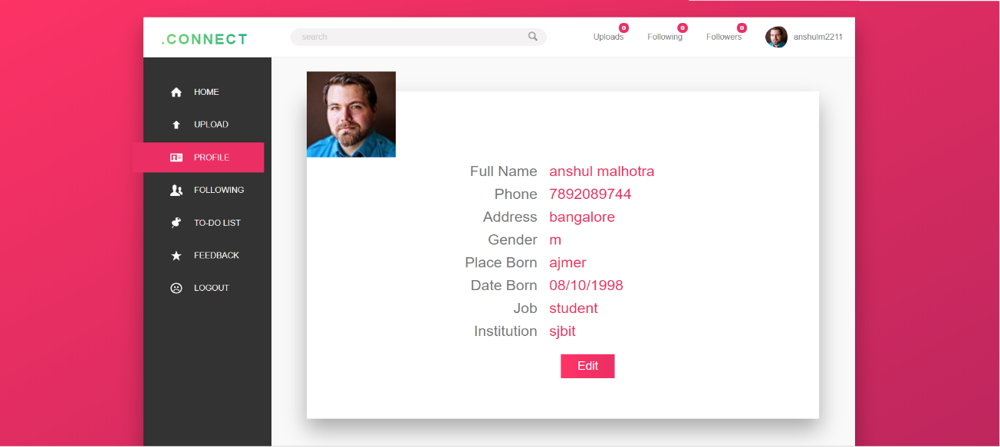 .CONNECT
search
Uploads 0
Following 0
Followers 0
anshulm2211
HOME
UPLOAD
PROFILE
FOLLOWING
TO-DO LIST
FEEDBACK
LOGOUT
Full Name anshul malhotra
Phone 7892089744
Address bangalore
Gender m
Place Born ajmer
Date Born 08/10/1998
Job student
Institution sjbit
Edit